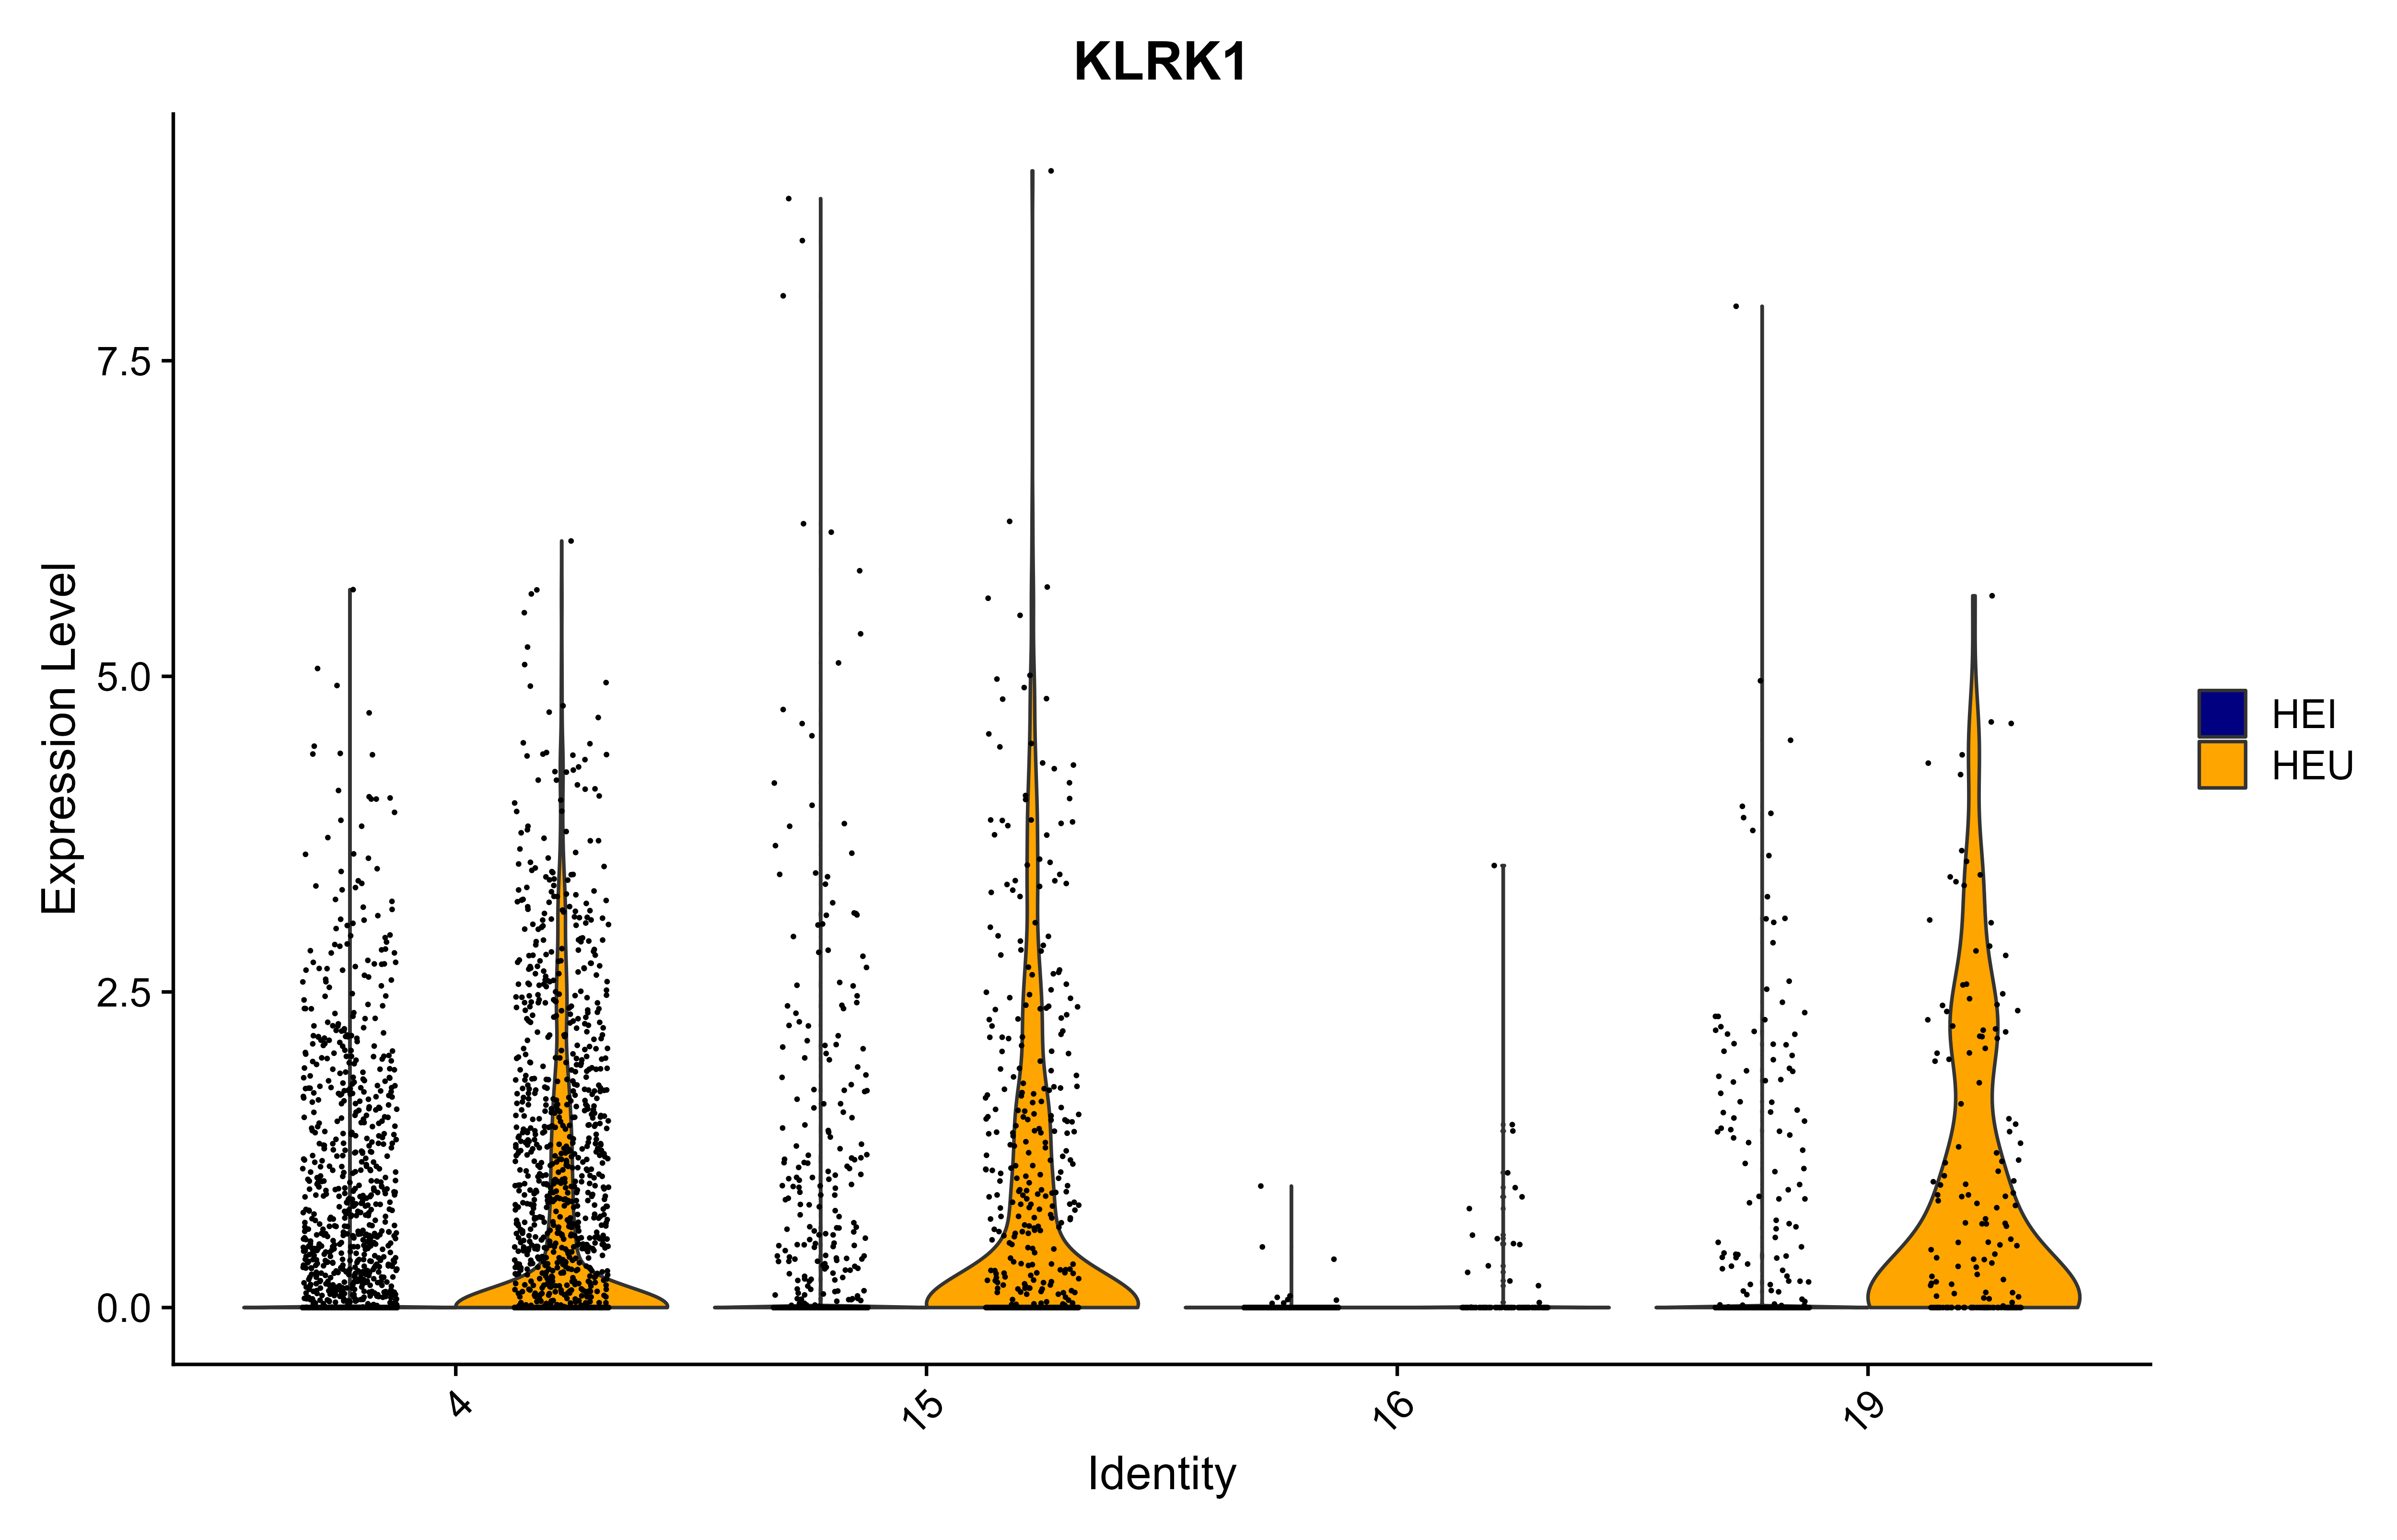 KLRK1
Expression Level
7.5
5.0
2.5
0.0
4
15
16
19
Identity
HEI
HEU